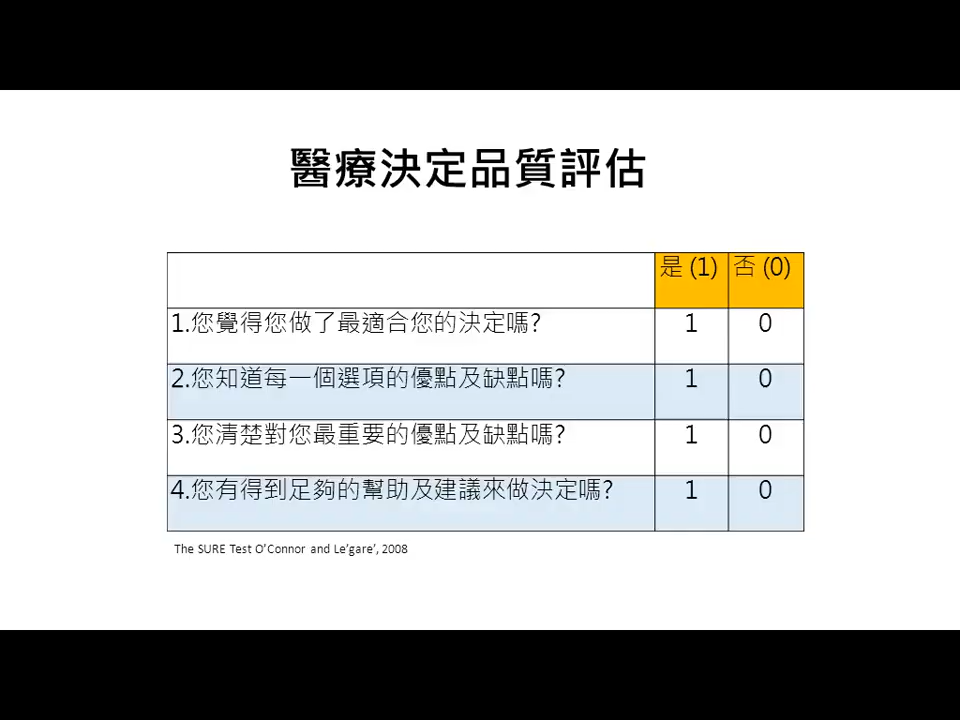 醫療決定品質評估
是 (1) 否 (0)
1.您覺得您做了最適合您的決定嗎? 1 0
2.您知道每一個選項的優點及缺點嗎? 1 0
3.您清楚對您最重要的優點及缺點嗎? 1 0
4.您有得到足夠的幫助及建議來做決定嗎? 1 0
The SURE Test O’Connor and Le’gare’, 2008